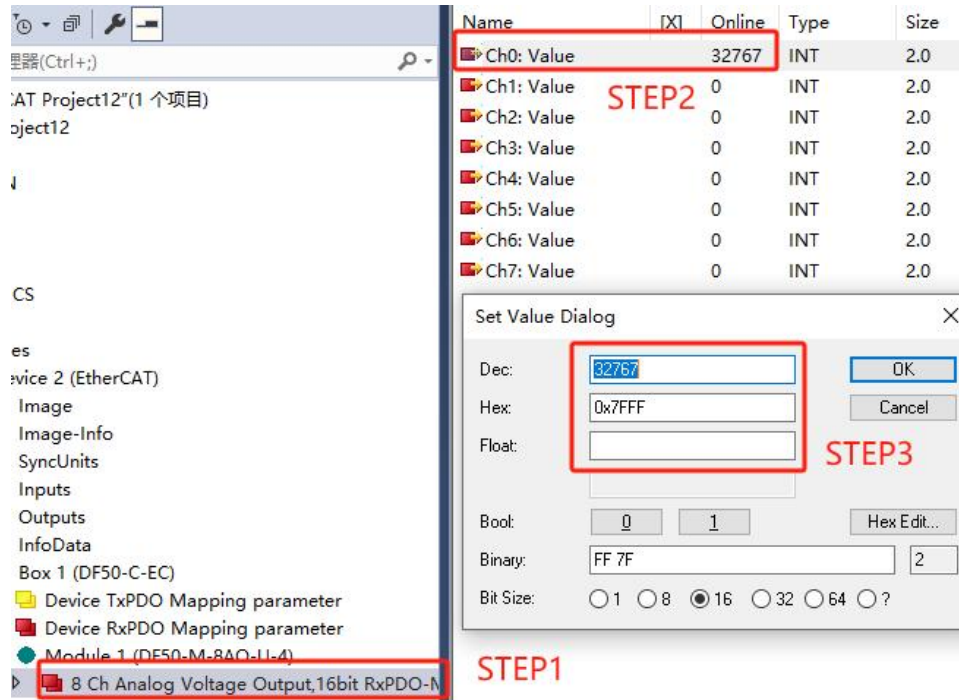 理器(Ctrl+;)
CAT Project12"(1 个项目)
oject12
CS
es
evice 2 (EtherCAT)
Image
Image-Info
SyncUnits
Inputs
Outputs
InfoData
Box 1 (DF50-C-EC)
Device TxPDO Mapping parameter
Device RxPDO Mapping parameter
Module 1 (DF50-M-8AO-U-4)
8 Ch Analog Voltage Output,16bit RxPDO-M
STEP1
Name [X] Online Type Size
Ch0: Value 32767 INT 2.0
Ch1: Value 0 INT 2.0
STEP2
Ch2: Value 0 INT 2.0
Ch3: Value 0 INT 2.0
Ch4: Value 0 INT 2.0
Ch5: Value 0 INT 2.0
Ch6: Value 0 INT 2.0
Ch7: Value 0 INT 2.0
Set Value Dialog
Dec: 32767 OK
Hex: 0x7FFF Cancel
Float:
STEP3
Bool: 0 1 Hex Edit...
Binary: FF 7F 2
Bit Size: 1 8 16 32 64 ?